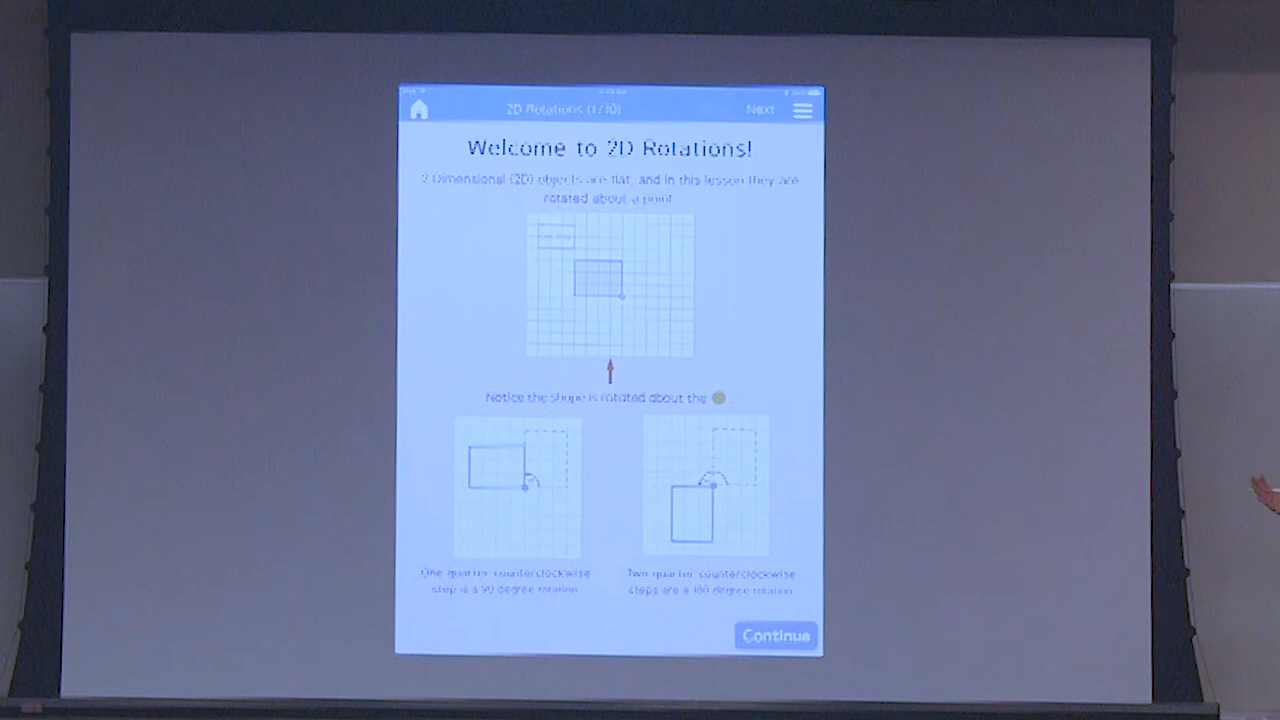 2D Rotations (1/10)
Next
Welcome to 2D Rotations!
2 Dimensional (2D) objects are flat, and in this lesson they are
rotated about a point
Notice the shape is rotated about the
One quarter counterclockwise
step is a 90 degree rotation
Two quarter counterclockwise
steps are a 180 degree rotation
Continue